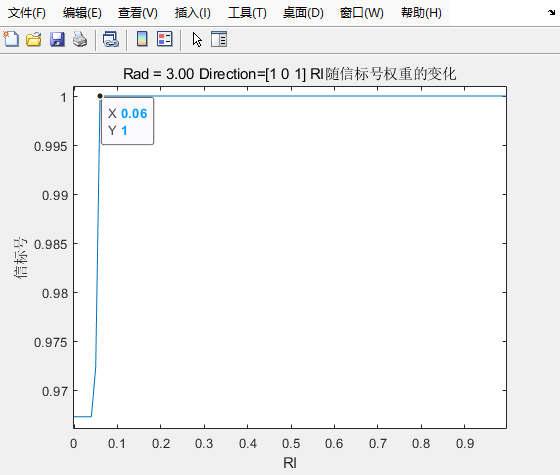 文件(F) 编辑(E) 查看(V) 插入(I) 工具(T) 桌面(D) 窗口(W) 帮助(H)
Rad = 3.00 Direction=[1 0 1] RI随信标号权重的变化
1
X 0.06
Y 1
0.995
0.99
0.985
信标号
0.98
0.975
0.97
0 0.1 0.2 0.3 0.4 0.5 0.6 0.7 0.8 0.9
RI